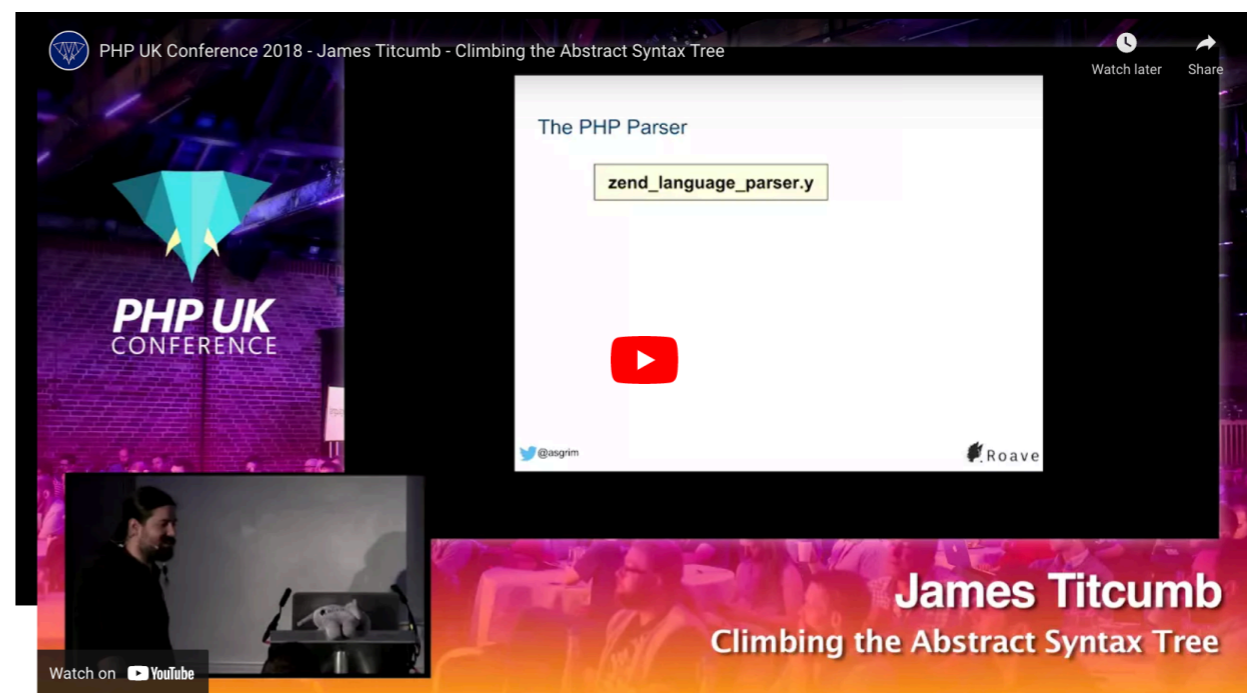 PHP UK Conference 2018 - James Titcumb - Climbing the Abstract Syntax Tree
Watch later
Share
The PHP Parser
zend_language_parser.y
PHP UK
CONFERENCE
@asgrim
Roave
James Titcumb
Climbing the Abstract Syntax Tree
Watch on YouTube